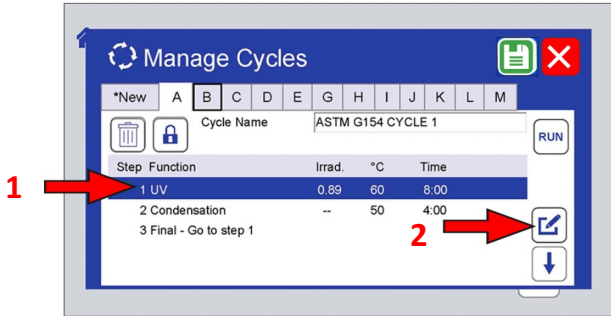 Manage Cycles
*New A B C D E G H I J K L M
Cycle Name ASTM G154 CYCLE 1
RUN
Step Function Irrad. °C Time
1 UV 0.89 60 8:00
2 Condensation -- 50 4:00
3 Final - Go to step 1
1
2